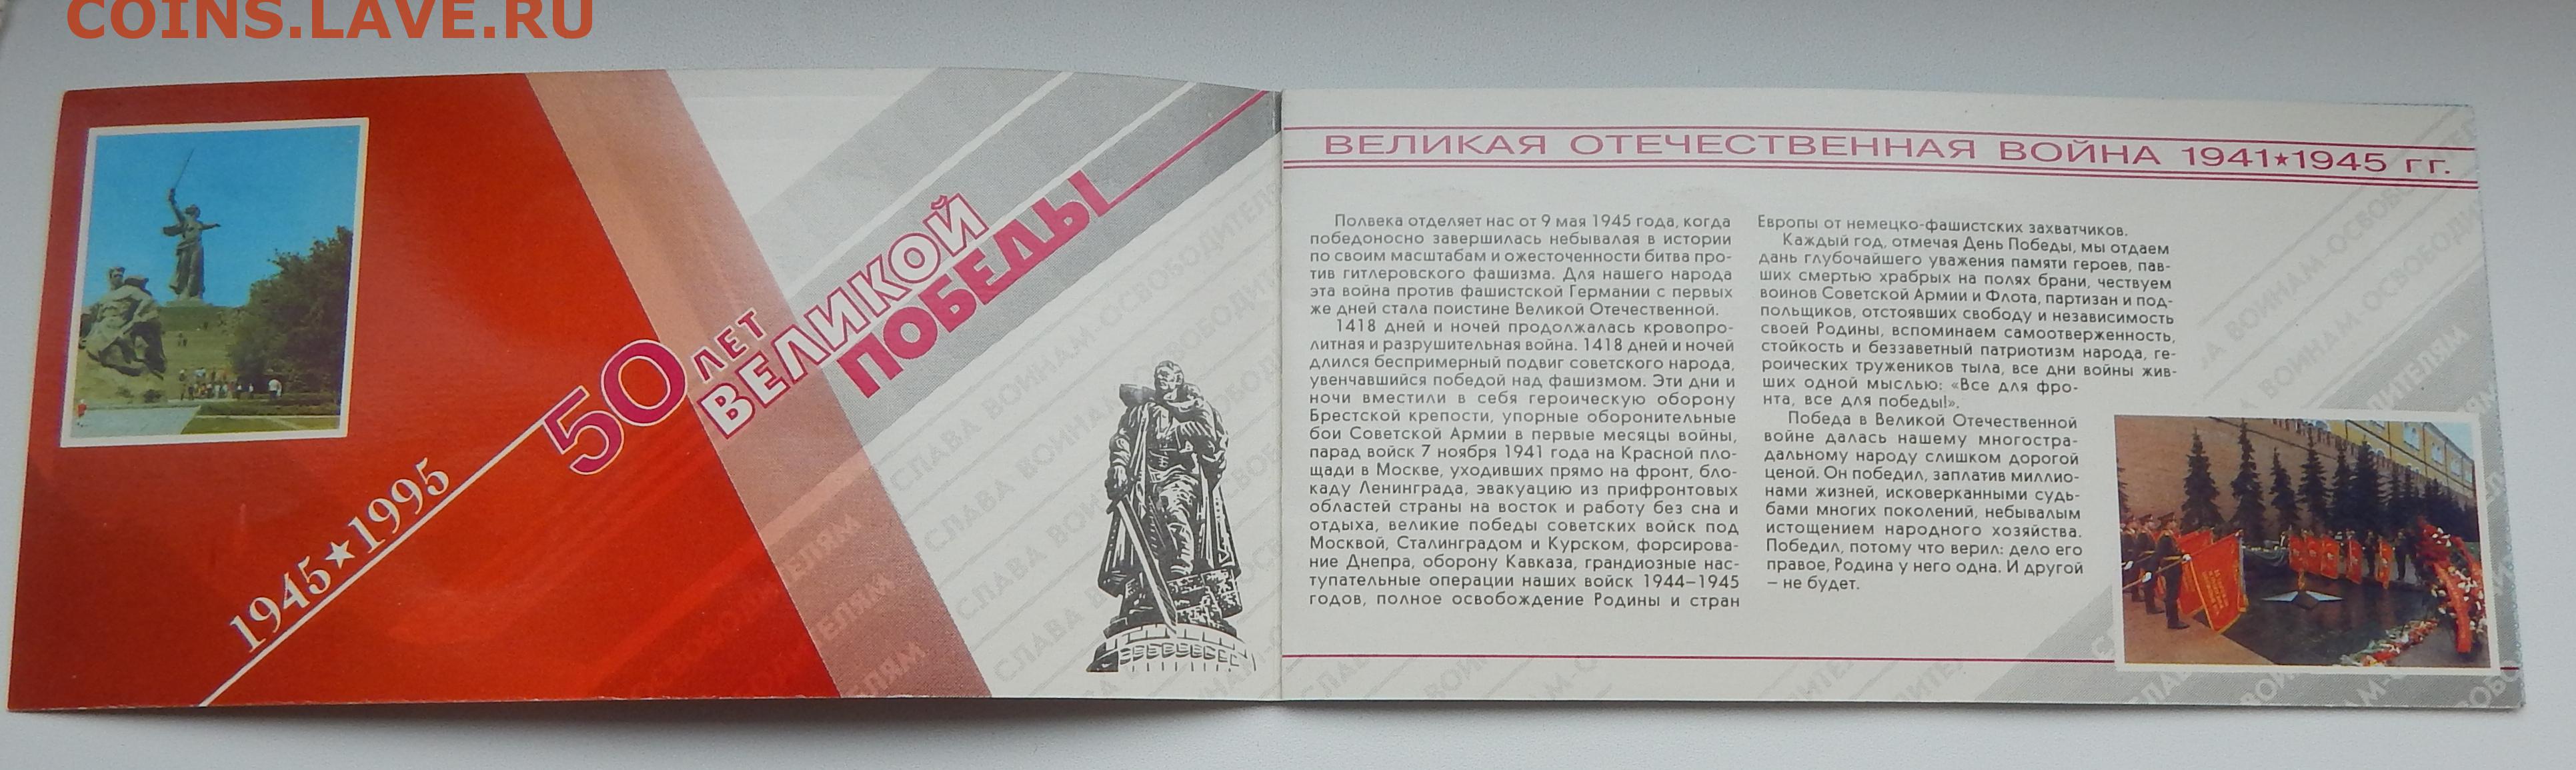 COINS.LAVE.RU
1945★1995
50 ЛЕТ
ВЕЛИКОЙ
ПОБЕДЫ
СЛАВА ВОИНАМ-ОСВОБОДИТЕЛЯМ
ВЕЛИКАЯ ОТЕЧЕСТВЕННАЯ ВОЙНА 1941★1945 гг.
Полвека отделяет нас от 9 мая 1945 года, когда
победоносно завершилась небывалая в истории
по своим масштабам и ожесточенности битва про-
тив гитлеровского фашизма. Для нашего народа
эта война против фашистской Германии с первых
же дней стала поистине Великой Отечественной.
1418 дней и ночей продолжалась кровопро-
литная и разрушительная война. 1418 дней и ночей
длился беспримерный подвиг советского народа,
увенчавшийся победой над фашизмом. Эти дни и
ночи вместили в себя героическую оборону
Брестской крепости, упорные оборонительные
бои Советской Армии в первые месяцы войны,
парад войск 7 ноября 1941 года на Красной пло-
щади в Москве, уходивших прямо на фронт, бло-
каду Ленинграда, эвакуацию из прифронтовых
областей страны на восток и работу без сна и
отдыха, великие победы советских войск под
Москвой, Сталинградом и Курском, форсирова-
ние Днепра, оборону Кавказа, грандиозные нас-
тупательные операции наших войск 1944–1945
годов, полное освобождение Родины и стран
Европы от немецко-фашистских захватчиков.
Каждый год, отмечая День Победы, мы отдаем
дань глубочайшего уважения памяти героев, пав-
ших смертью храбрых на полях брани, чествуем
воинов Советской Армии и Флота, партизан и под-
польщиков, отстоявших свободу и независимость
своей Родины, вспоминаем самоотверженность,
стойкость и беззаветный патриотизм народа, ге-
роических тружеников тыла, все дни войны жив-
ших одной мыслью: «Все для фро-
нта, все для победы!».
Победа в Великой Отечественной
войне далась нашему многостра-
дальному народу слишком дорогой
ценой. Он победил, заплатив миллио-
нами жизней, исковерканными судь-
бами многих поколений, небывалым
истощением народного хозяйства.
Победил, потому что верил: дело его
правое, Родина у него одна. И другой
– не будет.